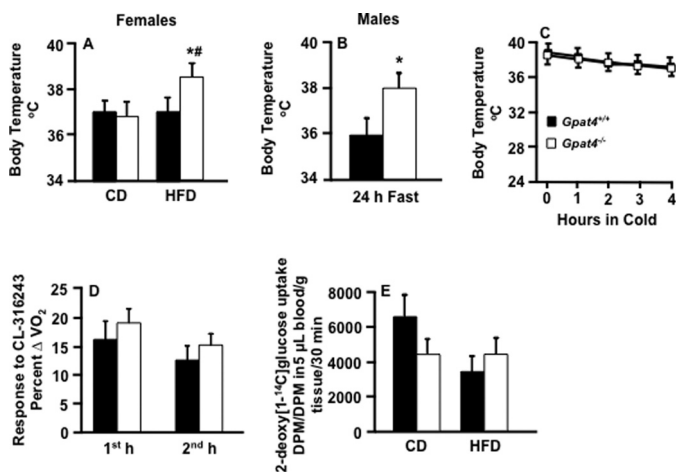 Females
Males
A
*#
Body Temperature
ºC
40
38
36
34
CD
HFD
B
*
Body Temperature
ºC
40
38
36
34
24 h Fast
C
Body Temperature
ºC
40
36
32
28
24
Gpat4+/+
Gpat4-/-
0 1 2 3 4
Hours in Cold
D
Response to CL-316243
Percent Δ VO2
25
20
15
10
5
0
1st h
2nd h
E
2-deoxy[1-14C]glucose uptake
DPM/DPM in 5 µL blood/g
tissue/30 min
8000
6000
4000
2000
0
CD
HFD